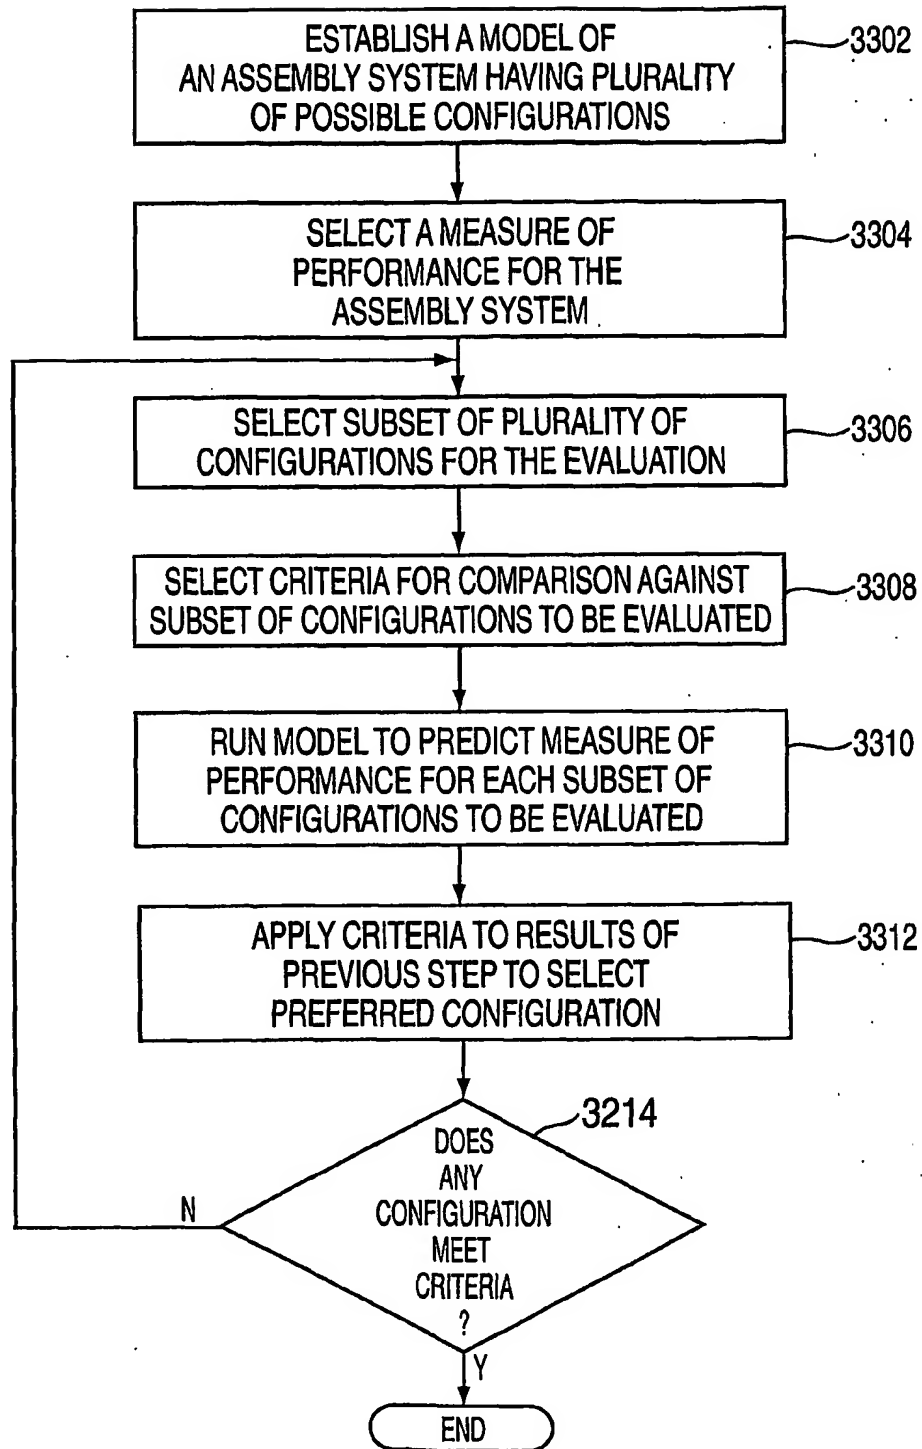 ESTABLISH A MODEL OF
AN ASSEMBLY SYSTEM HAVING PLURALITY
OF POSSIBLE CONFIGURATIONS
3302
SELECT A MEASURE OF
PERFORMANCE FOR THE
ASSEMBLY SYSTEM
3304
SELECT SUBSET OF PLURALITY OF
CONFIGURATIONS FOR THE EVALUATION
3306
SELECT CRITERIA FOR COMPARISON AGAINST
SUBSET OF CONFIGURATIONS TO BE EVALUATED
3308
RUN MODEL TO PREDICT MEASURE OF
PERFORMANCE FOR EACH SUBSET OF
CONFIGURATIONS TO BE EVALUATED
3310
APPLY CRITERIA TO RESULTS OF
PREVIOUS STEP TO SELECT
PREFERRED CONFIGURATION
3312
3214
DOES
ANY
CONFIGURATION
MEET
CRITERIA
?
N
Y
END